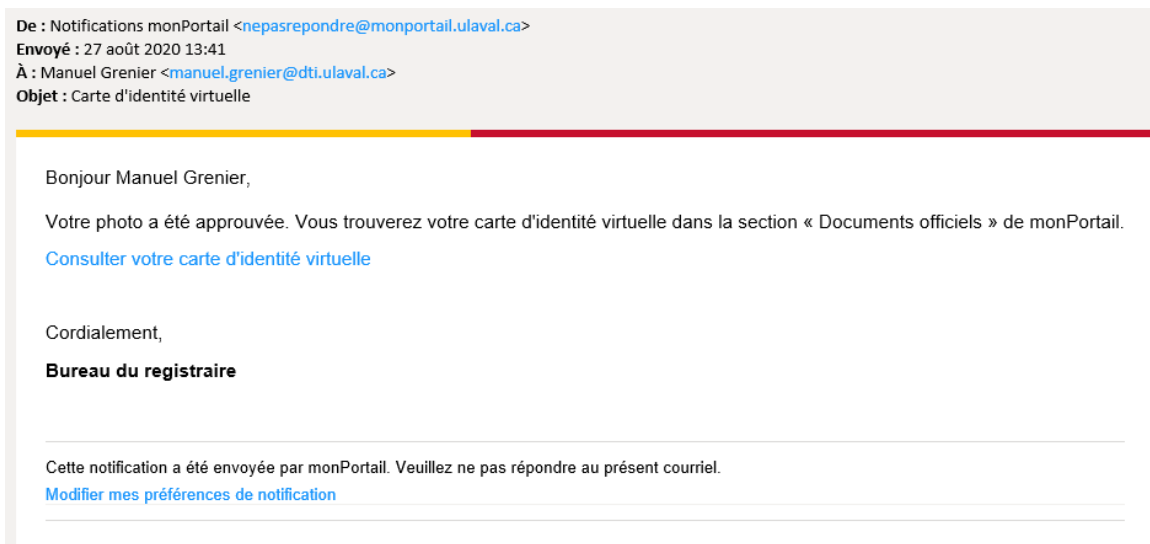 De : Notifications monPortail <nepasrepondre@monportail.ulaval.ca>
Envoyé : 27 août 2020 13:41
À : Manuel Grenier <manuel.grenier@dti.ulaval.ca>
Objet : Carte d'identité virtuelle
Bonjour Manuel Grenier,
Votre photo a été approuvée. Vous trouverez votre carte d'identité virtuelle dans la section « Documents officiels » de monPortail.
Consulter votre carte d'identité virtuelle
Cordialement,
Bureau du registraire
Cette notification a été envoyée par monPortail. Veuillez ne pas répondre au présent courriel.
Modifier mes préférences de notification